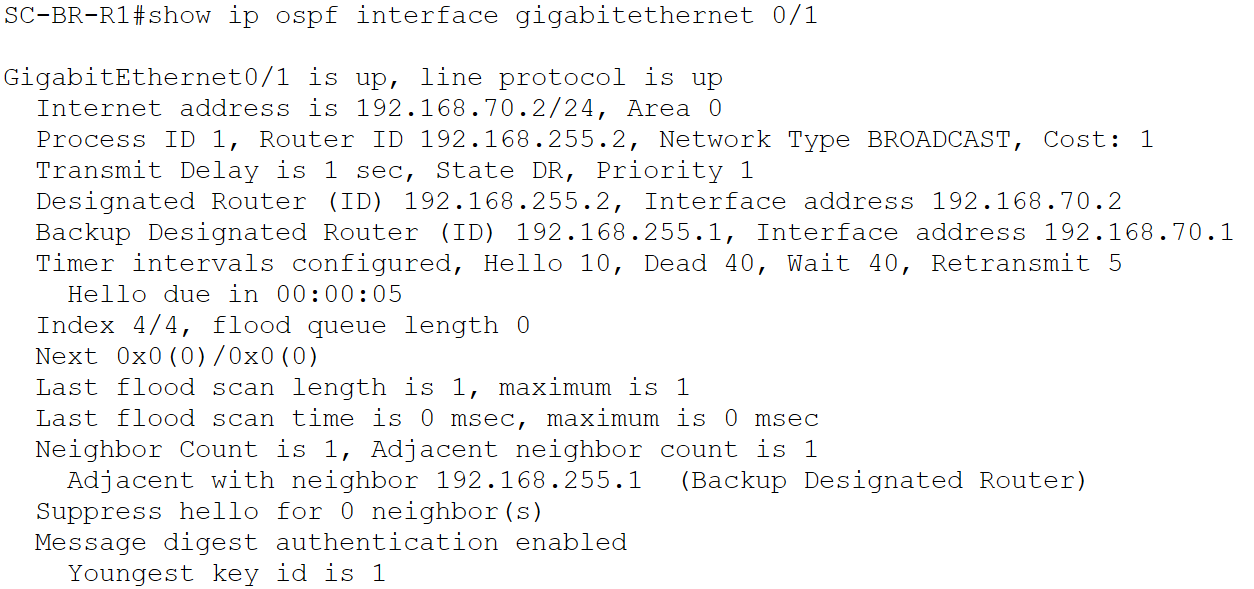 SC-BR-R1#show ip ospf interface gigabitethernet 0/1
GigabitEthernet0/1 is up, line protocol is up
Internet address is 192.168.70.2/24, Area 0
Process ID 1, Router ID 192.168.255.2, Network Type BROADCAST, Cost: 1
Transmit Delay is 1 sec, State DR, Priority 1
Designated Router (ID) 192.168.255.2, Interface address 192.168.70.2
Backup Designated Router (ID) 192.168.255.1, Interface address 192.168.70.1
Timer intervals configured, Hello 10, Dead 40, Wait 40, Retransmit 5
Hello due in 00:00:05
Index 4/4, flood queue length 0
Next 0x0(0)/0x0(0)
Last flood scan length is 1, maximum is 1
Last flood scan time is 0 msec, maximum is 0 msec
Neighbor Count is 1, Adjacent neighbor count is 1
Adjacent with neighbor 192.168.255.1 (Backup Designated Router)
Suppress hello for 0 neighbor(s)
Message digest authentication enabled
Youngest key id is 1